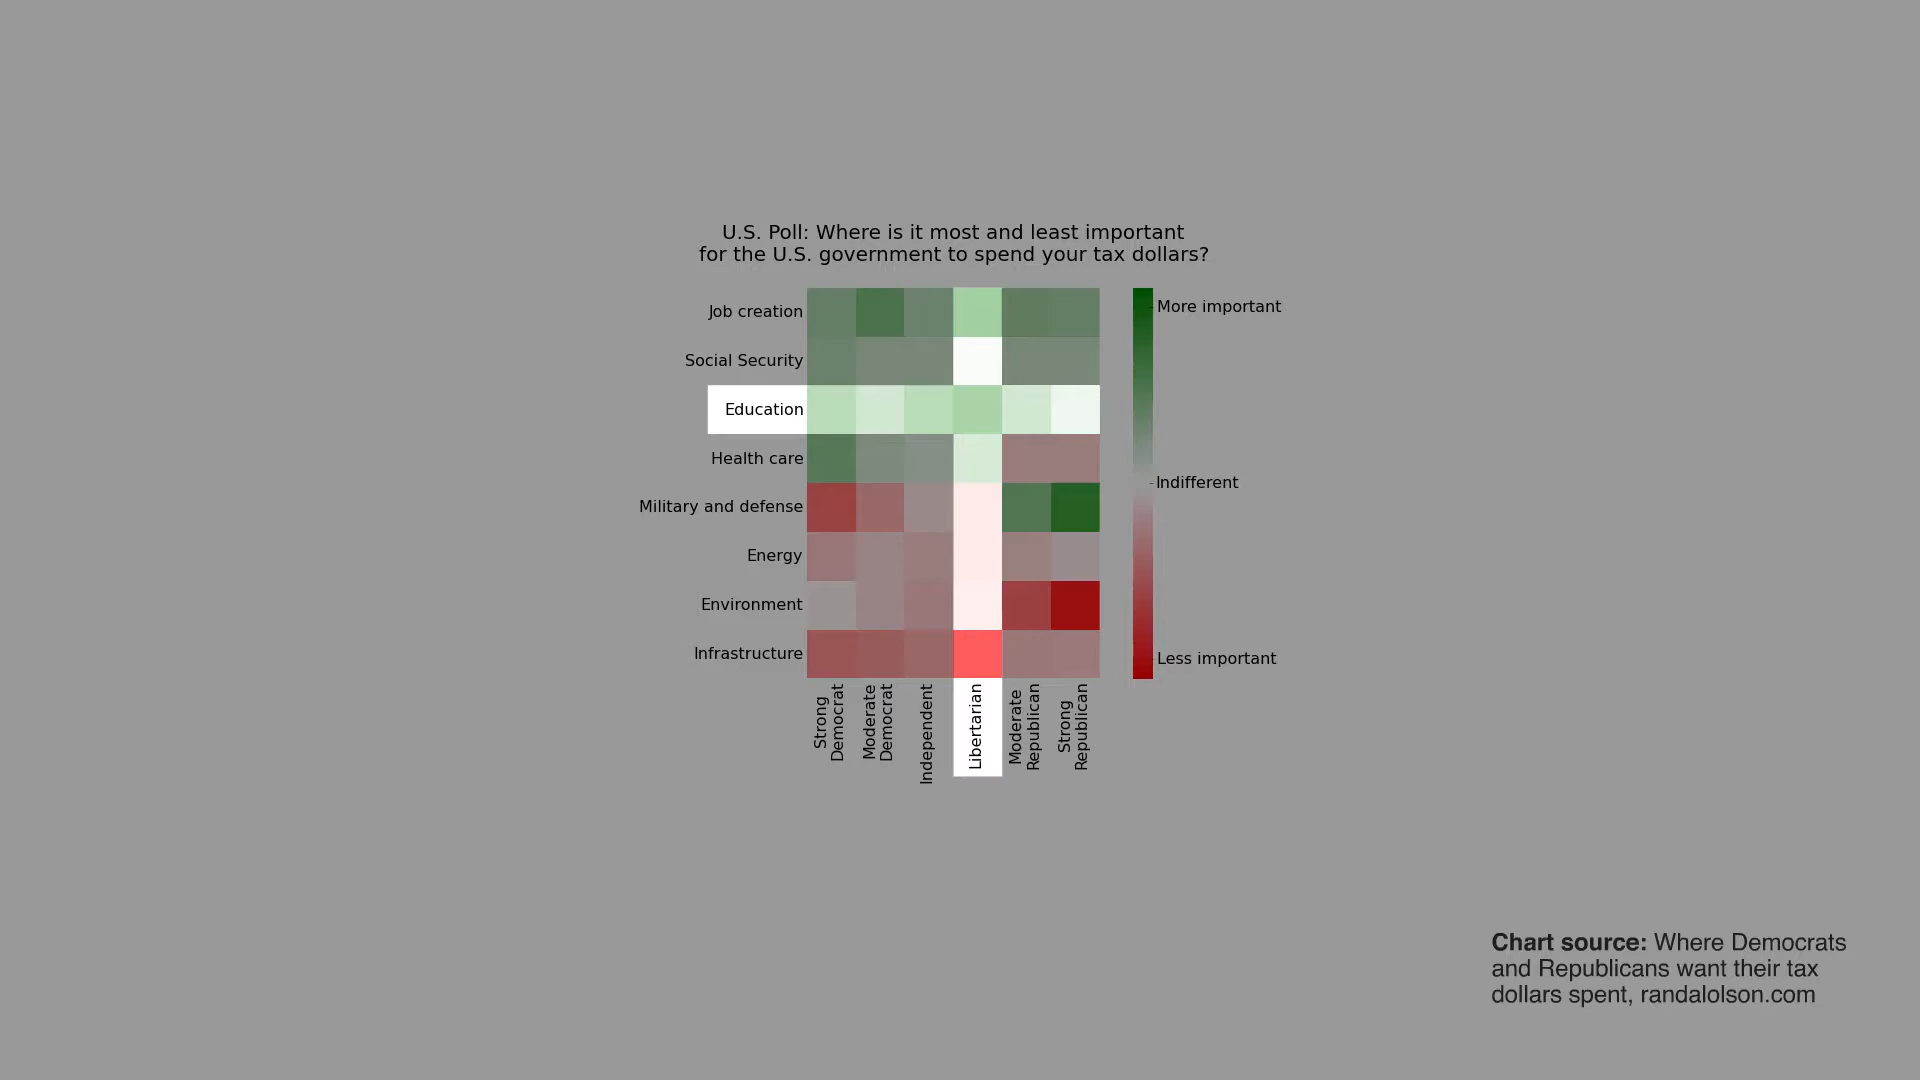 U.S. Poll: Where is it most and least important
for the U.S. government to spend your tax dollars?
Job creation
Social Security
Education
Health care
Military and defense
Energy
Environment
Infrastructure
Strong
Democrat
Moderate
Democrat
Independent
Libertarian
Moderate
Republican
Strong
Republican
More important
Indifferent
Less important
Chart source: Where Democrats
and Republicans want their tax
dollars spent, randalolson.com